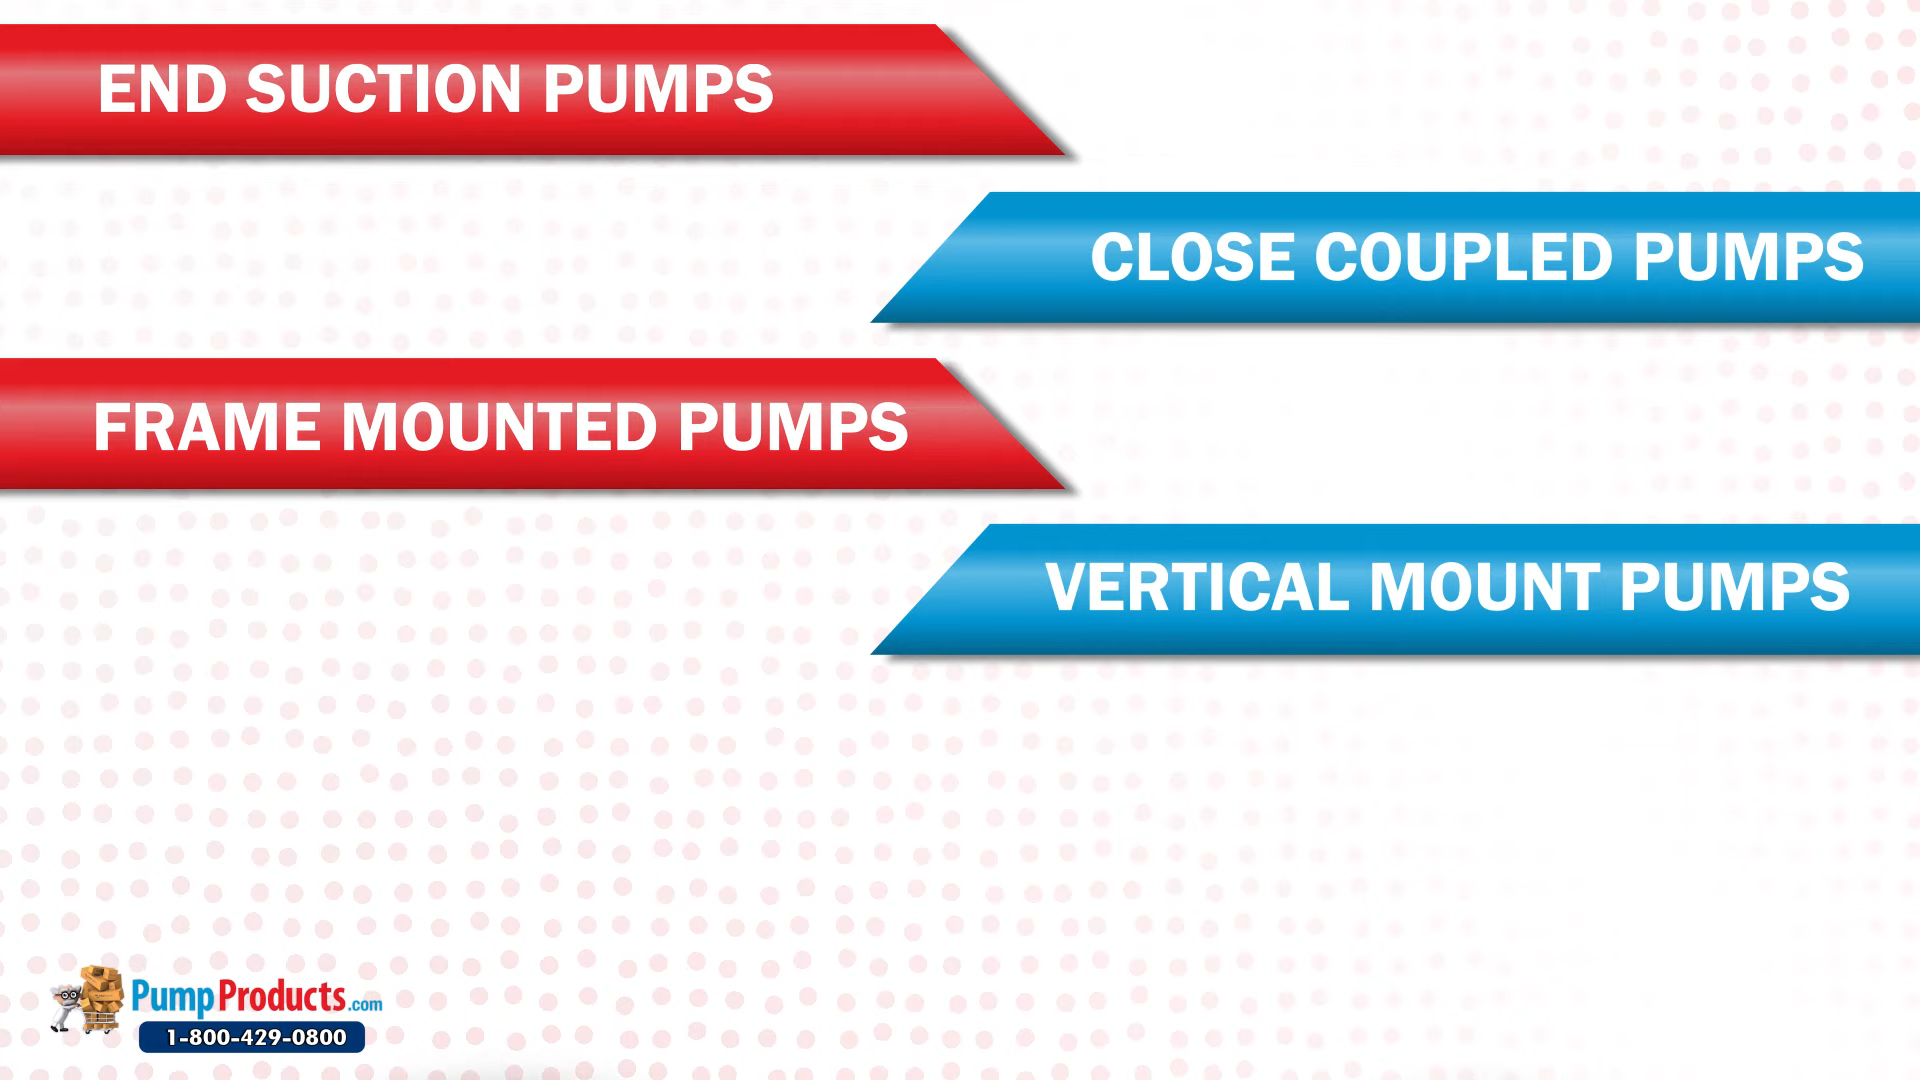 END SUCTION PUMPS
CLOSE COUPLED PUMPS
FRAME MOUNTED PUMPS
VERTICAL MOUNT PUMPS
PumpProducts.com
1-800-429-0800